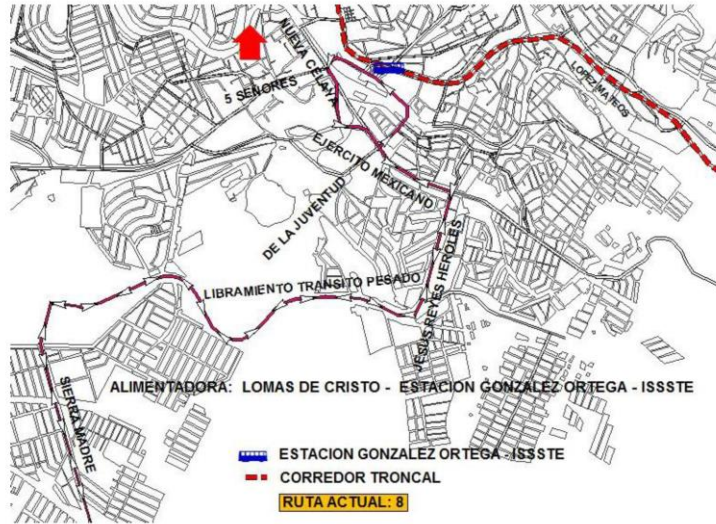 NUEVA CELAYA
5 SEÑORES
LOPEZ MATEOS
EJERCITO MEXICANO
DE LA JUVENTUD
LIBRAMIENTO TRANSITO PESADO
JESUS REYES HEROLES
SIERRA MADRE
ALIMENTADORA: LOMAS DE CRISTO - ESTACION GONZALEZ ORTEGA - ISSSTE
ESTACION GONZALEZ ORTEGA - ISSSTE
CORREDOR TRONCAL
RUTA ACTUAL: 8